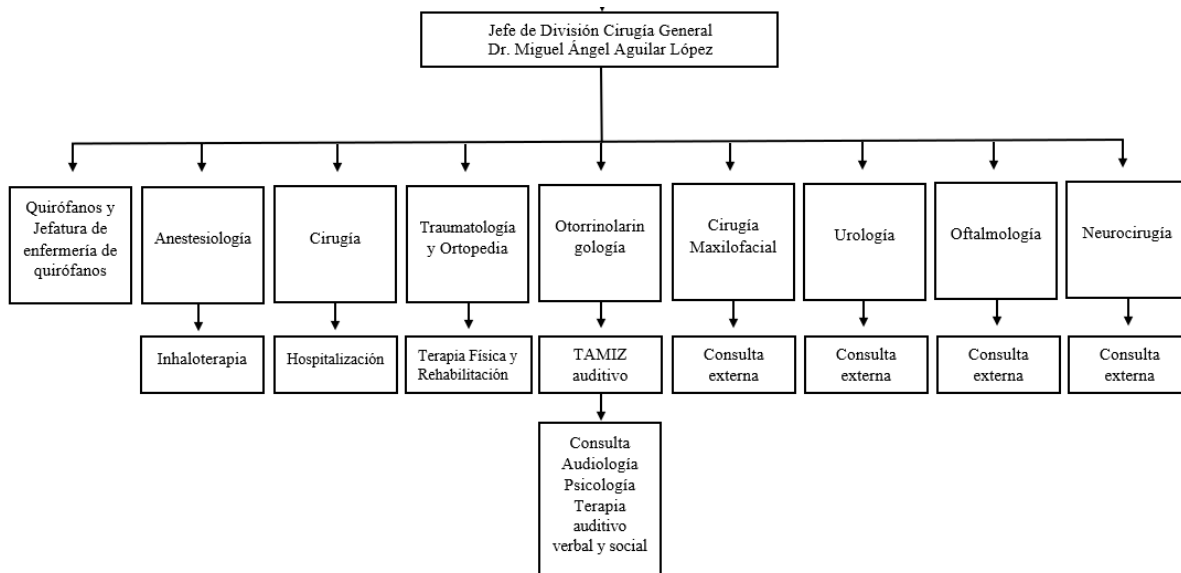 Jefe de División Cirugía General
Dr. Miguel Ángel Aguilar López
Quirófanos y
Jefatura de
enfermería de
quirófanos
Anestesiología
Cirugía
Traumatología
y Ortopedia
Otorrinolarin
gología
Cirugía
Maxilofacial
Urología
Oftalmología
Neurocirugía
Inhaloterapia
Hospitalización
Terapia Física y
Rehabilitación
TAMIZ
auditivo
Consulta
externa
Consulta
externa
Consulta
externa
Consulta
externa
Consulta
Audiología
Psicología
Terapia
auditivo
verbal y social